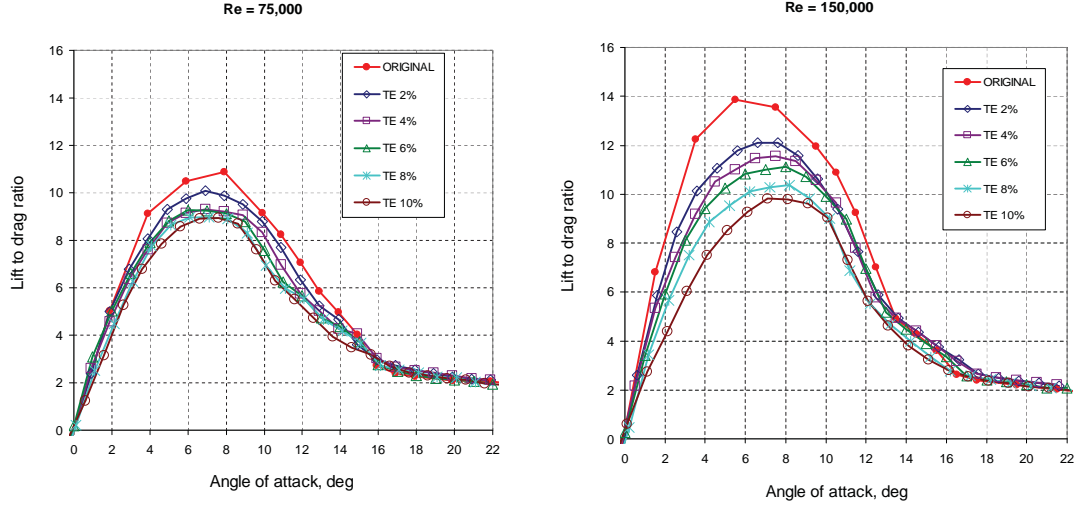 Re = 75,000
16
14
12
10
8
6
4
2
0
Lift to drag ratio
ORIGINAL
TE 2%
TE 4%
TE 6%
TE 8%
TE 10%
0 2 4 6 8 10 12 14 16 18 20 22
Angle of attack, deg
Re = 150,000
16
14
12
10
8
6
4
2
0
Lift to drag ratio
ORIGINAL
TE 2%
TE 4%
TE 6%
TE 8%
TE 10%
0 2 4 6 8 10 12 14 16 18 20 22
Angle of attack, deg